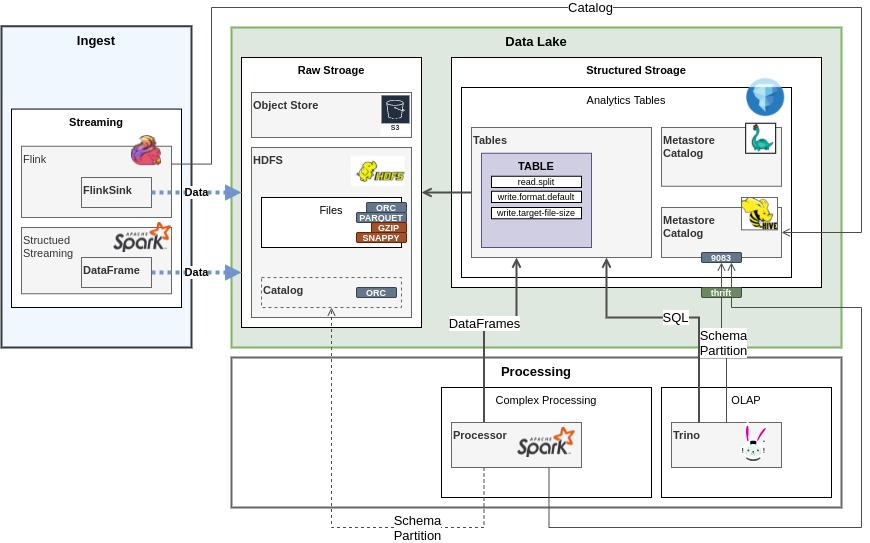 Catalog
Ingest
Streaming
Flink
FlinkSink
Structued
Streaming
APACHE
Spark
DataFrame
Data
Data
Data Lake
Raw Stroage
Object Store
S3
HDFS
HDFS
Files
ORC
PARQUET
GZIP
SNAPPY
Catalog
ORC
Structured Stroage
Analytics Tables
Tables
TABLE
read.split
write.format.default
write.target-file-size
Metastore
Catalog
Metastore
Catalog
HIVE
9083
thrift
DataFrames
SQL
Schema
Partition
Processing
Complex Processing
Processor
APACHE
Spark
OLAP
Trino
Schema
Partition